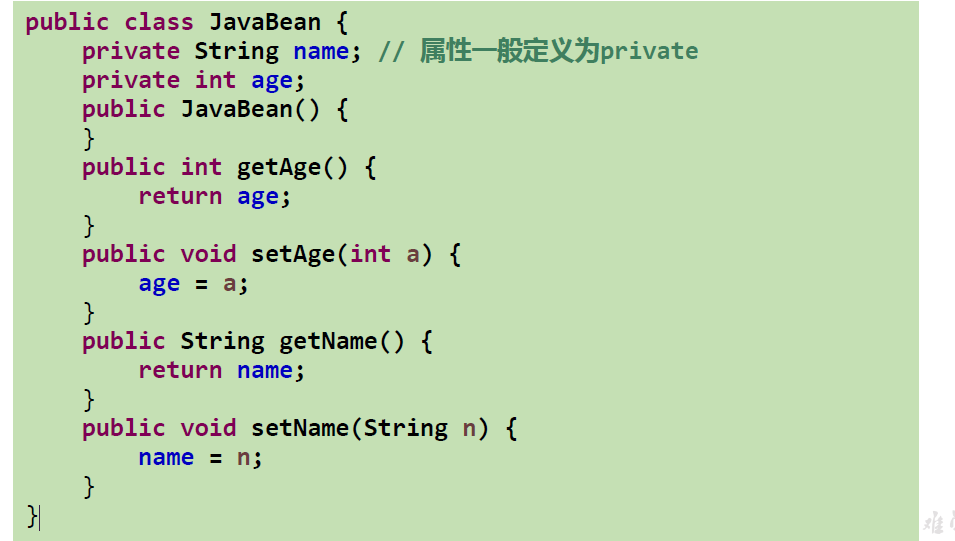 public class JavaBean {
    private String name; // 属性一般定义为private
    private int age;
    public JavaBean() {
    }
    public int getAge() {
        return age;
    }
    public void setAge(int a) {
        age = a;
    }
    public String getName() {
        return name;
    }
    public void setName(String n) {
        name = n;
    }
}